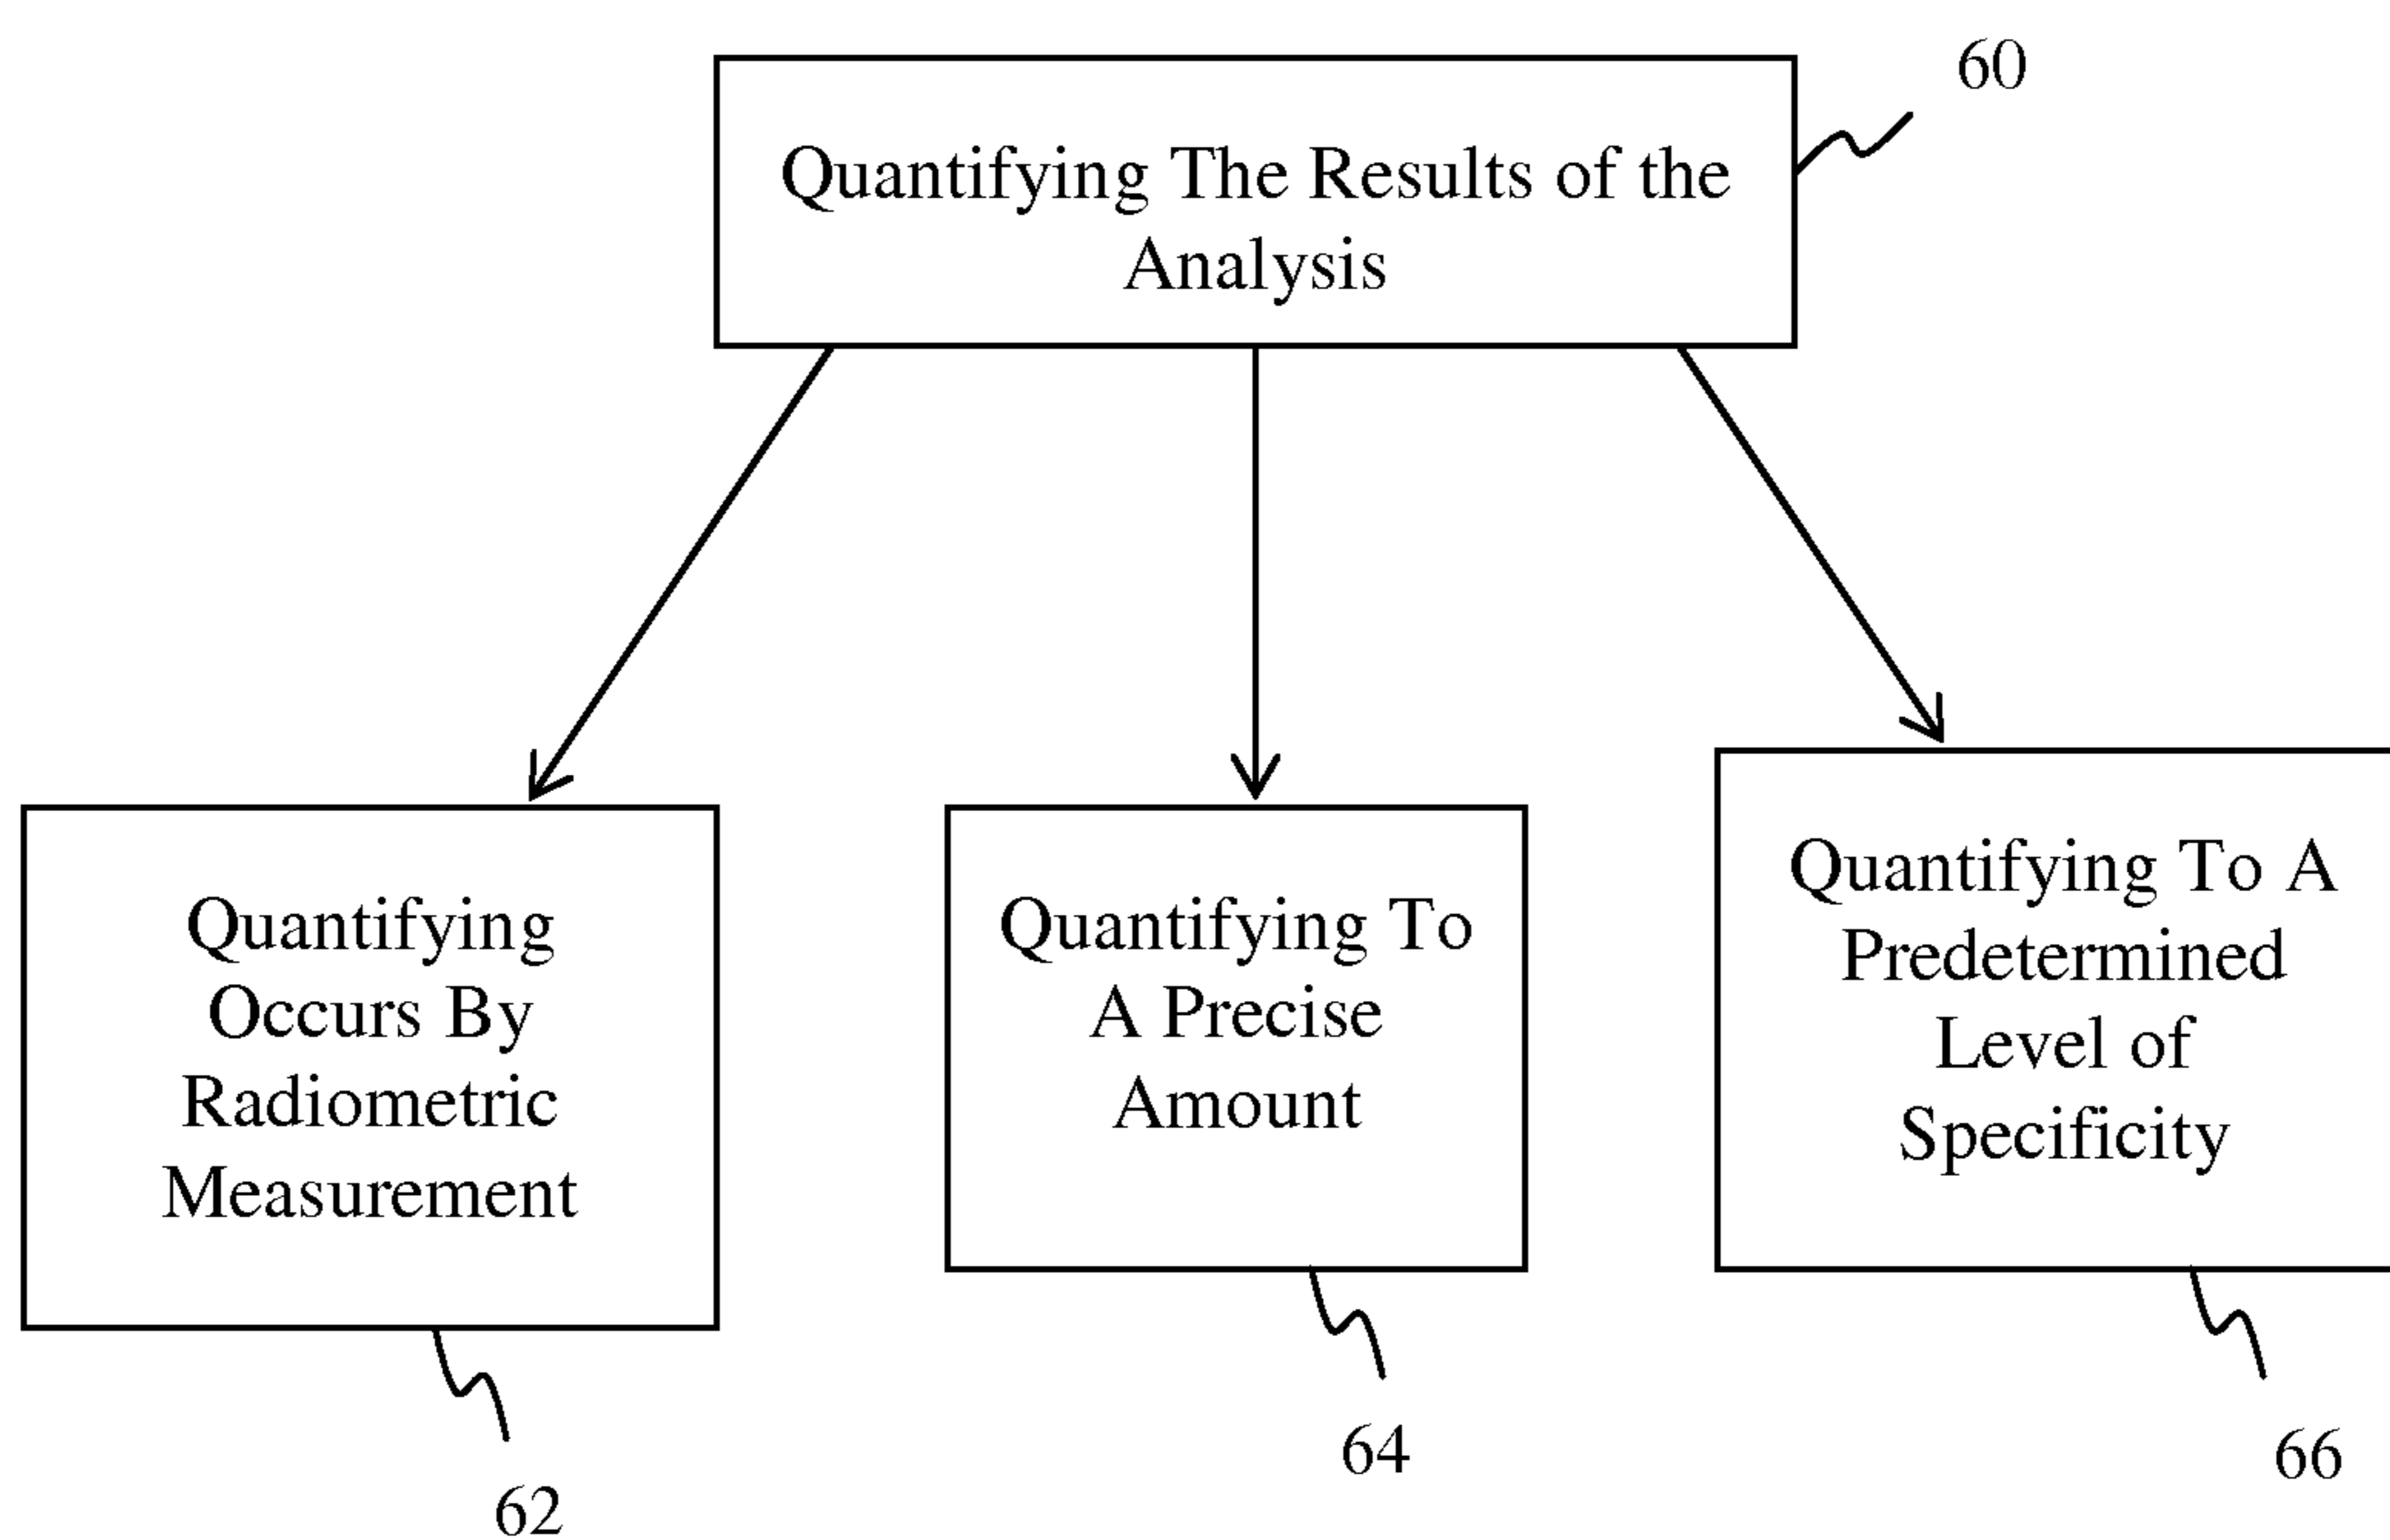 60
Quantifying The Results of the
Analysis
Quantifying
Occurs By
Radiometric
Measurement
62
Quantifying To
A Precise
Amount
64
Quantifying To A
Predetermined
Level of
Specificity
66